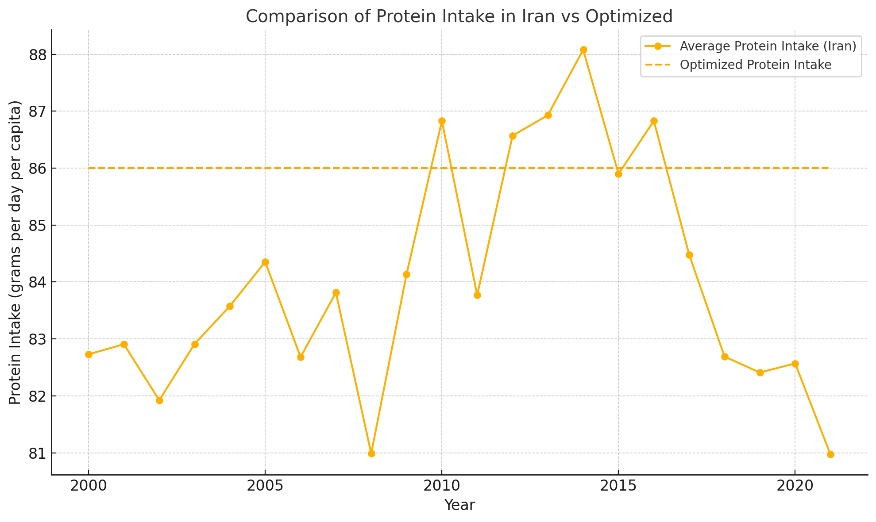 Comparison of Protein Intake in Iran vs Optimized
Average Protein Intake (Iran)
Optimized Protein Intake
Protein Intake (grams per day per capita)
88
87
86
85
84
83
82
81
2000
2005
2010
2015
2020
Year